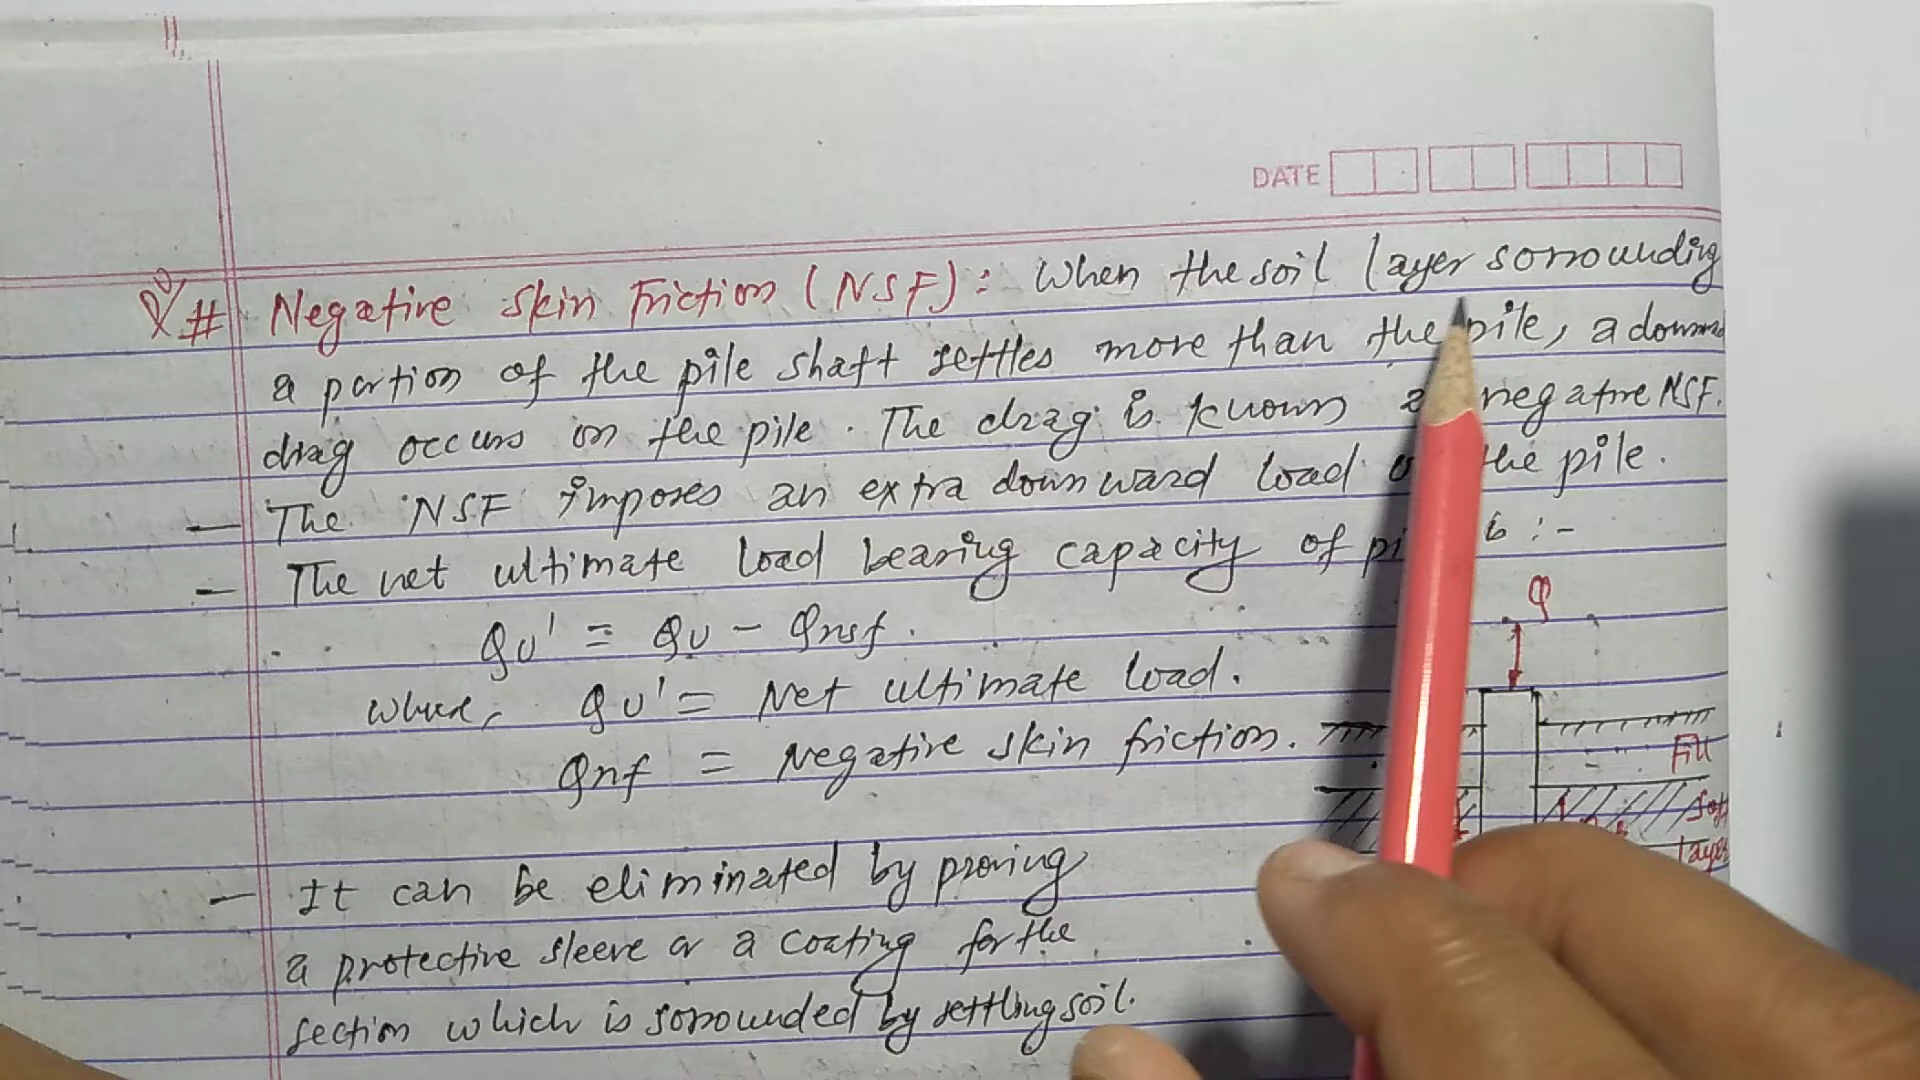 DATE
# Negative Skin Friction (NSF): When the soil layer sorrounding
a portion of the pile shaft settles more than the pile, a
drag occurs on the pile. The drag is known negative NSF.
— The NSF imposes an extra downward load the pile.
— The net ultimate load bearing capacity of is :-
Qu' = Qu - Qnsf.
where, Qu' = Net ultimate load.
Qnf = Negative skin friction.
Q
Fill
Soft
layer
— It can be eliminated by proving
a protective sleeve or a coating for the
section which is sorrounded by settling soil.